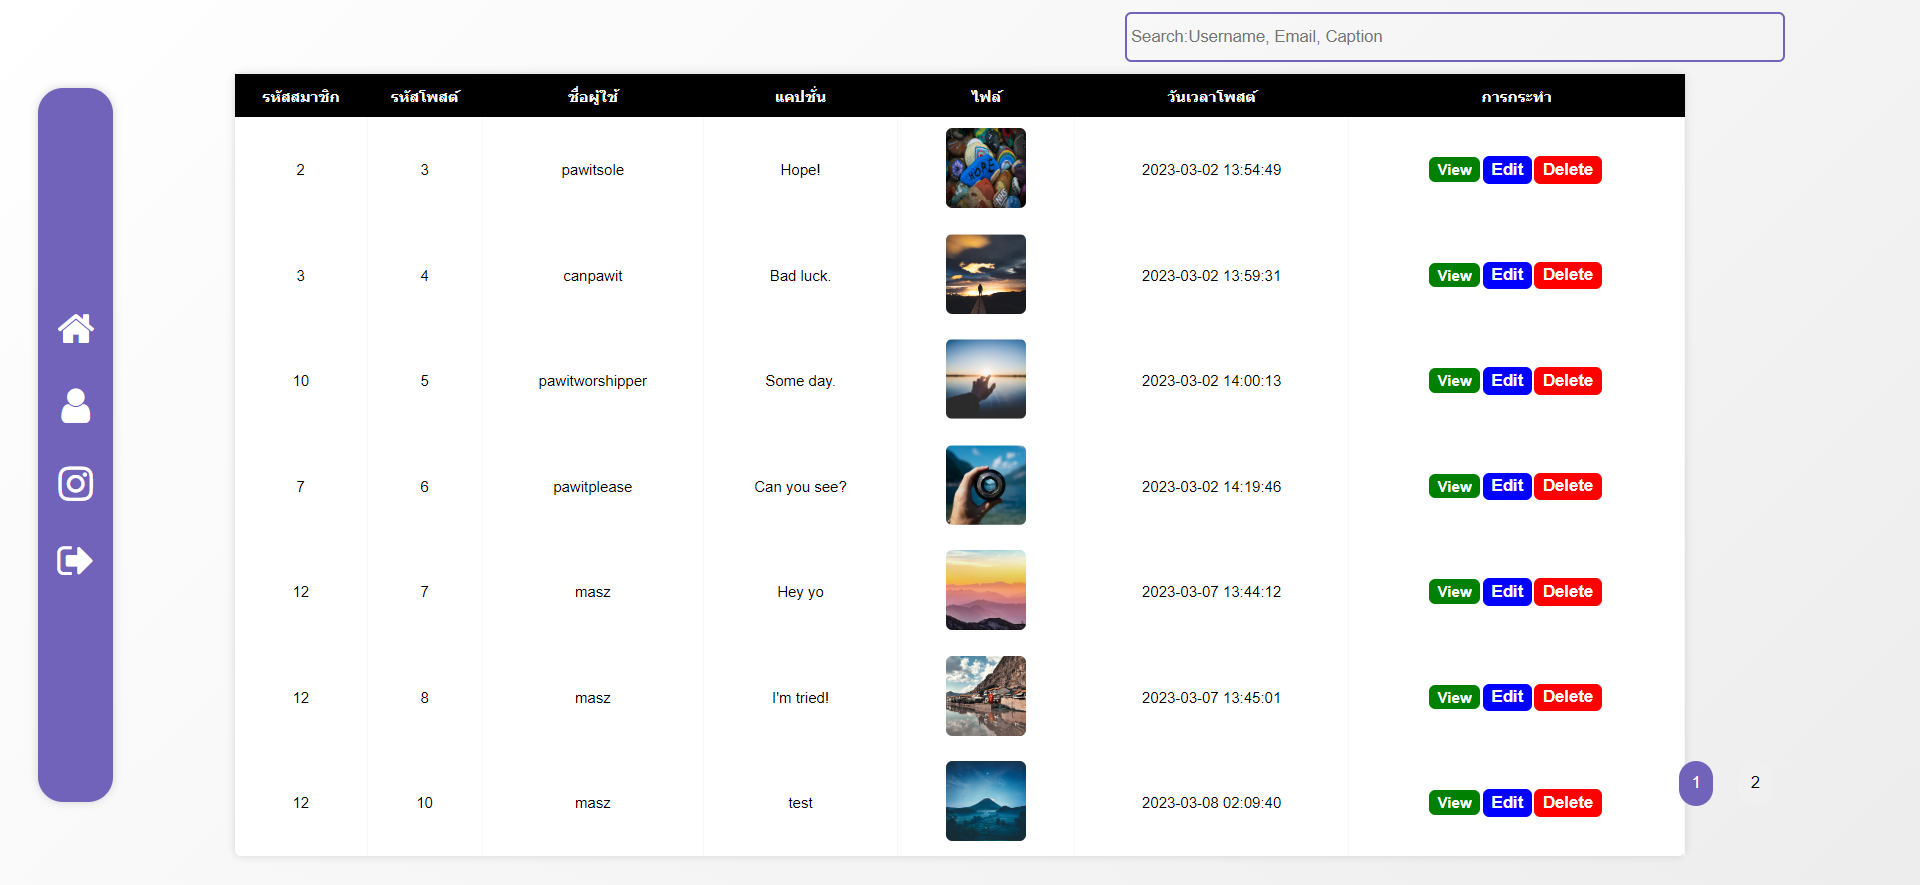 Search:Username, Email, Caption
รหัสสมาชิก รหัสโพสต์ ชื่อผู้ใช้ แคปชั่น ไฟล์ วันเวลาโพสต์ การกระทำ
2 3 pawitsole Hope! HOPE NHS 2023-03-02 13:54:49 View Edit Delete
3 4 canpawit Bad luck. 2023-03-02 13:59:31 View Edit Delete
10 5 pawitworshipper Some day. 2023-03-02 14:00:13 View Edit Delete
7 6 pawitplease Can you see? 2023-03-02 14:19:46 View Edit Delete
12 7 masz Hey yo 2023-03-07 13:44:12 View Edit Delete
12 8 masz I'm tried! 2023-03-07 13:45:01 View Edit Delete
12 10 masz test 2023-03-08 02:09:40 View Edit Delete
1 2